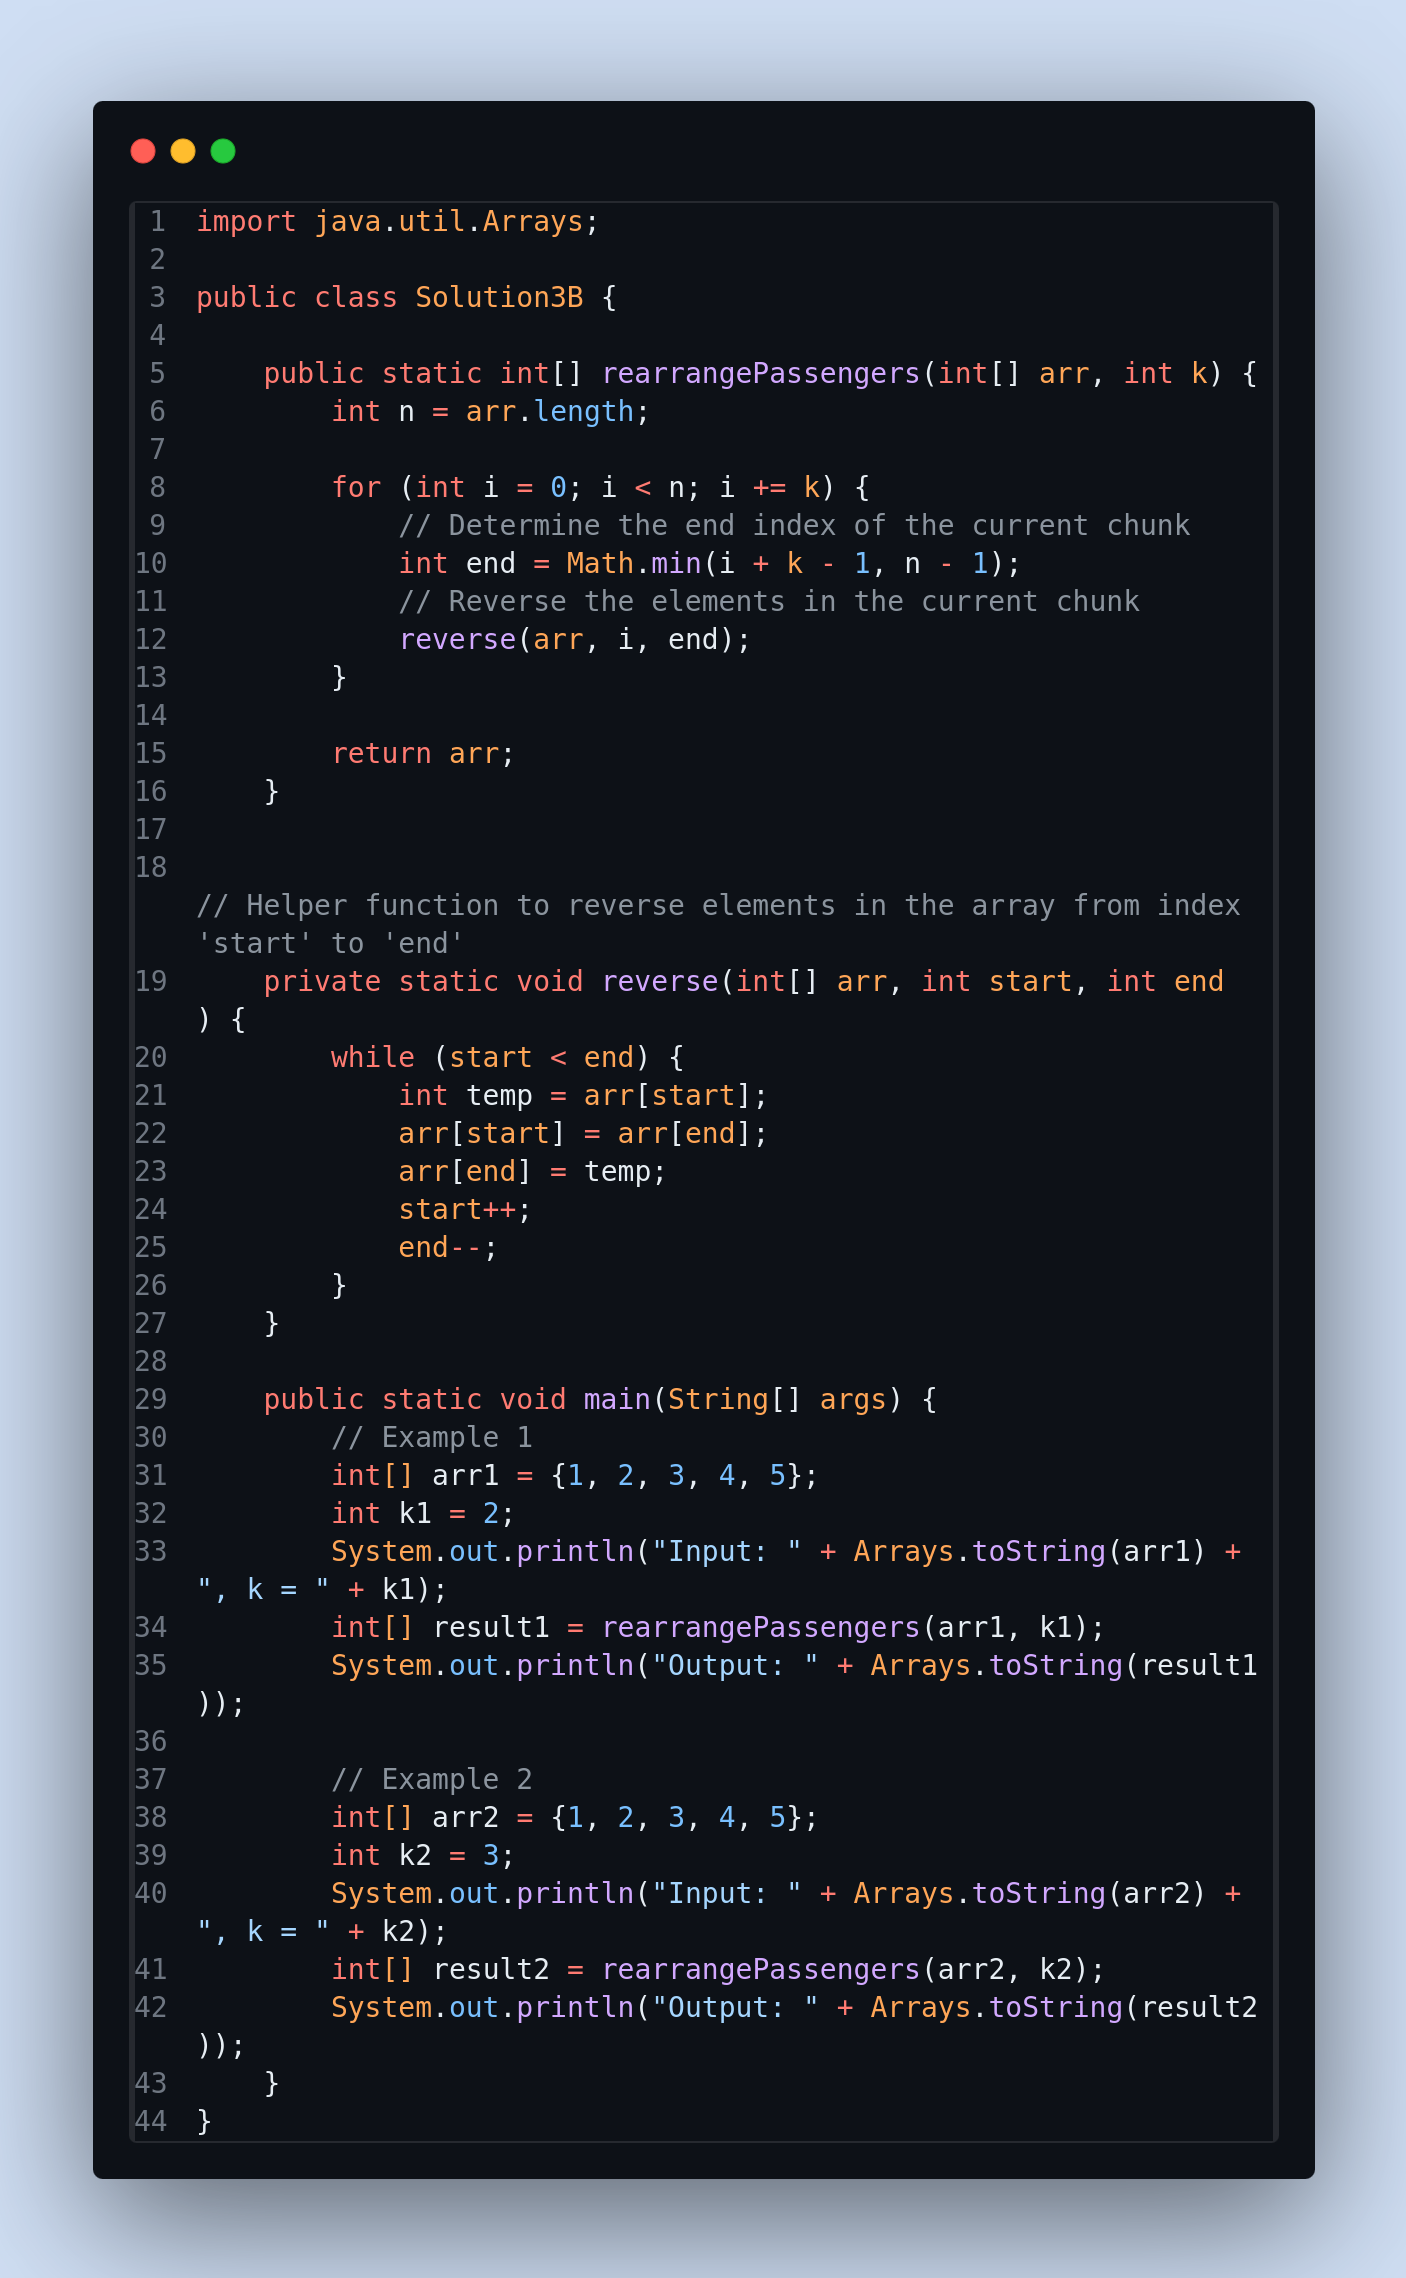 1 import java.util.Arrays;
2
3 public class Solution3B {
4
5     public static int[] rearrangePassengers(int[] arr, int k) {
6         int n = arr.length;
7
8         for (int i = 0; i < n; i += k) {
9             // Determine the end index of the current chunk
10             int end = Math.min(i + k - 1, n - 1);
11             // Reverse the elements in the current chunk
12             reverse(arr, i, end);
13         }
14
15         return arr;
16     }
17
18
// Helper function to reverse elements in the array from index
'start' to 'end'
19     private static void reverse(int[] arr, int start, int end
) {
20         while (start < end) {
21             int temp = arr[start];
22             arr[start] = arr[end];
23             arr[end] = temp;
24             start++;
25             end--;
26         }
27     }
28
29     public static void main(String[] args) {
30         // Example 1
31         int[] arr1 = {1, 2, 3, 4, 5};
32         int k1 = 2;
33         System.out.println("Input: " + Arrays.toString(arr1) +
", k = " + k1);
34         int[] result1 = rearrangePassengers(arr1, k1);
35         System.out.println("Output: " + Arrays.toString(result1
));
36
37         // Example 2
38         int[] arr2 = {1, 2, 3, 4, 5};
39         int k2 = 3;
40         System.out.println("Input: " + Arrays.toString(arr2) +
", k = " + k2);
41         int[] result2 = rearrangePassengers(arr2, k2);
42         System.out.println("Output: " + Arrays.toString(result2
));
43     }
44 }